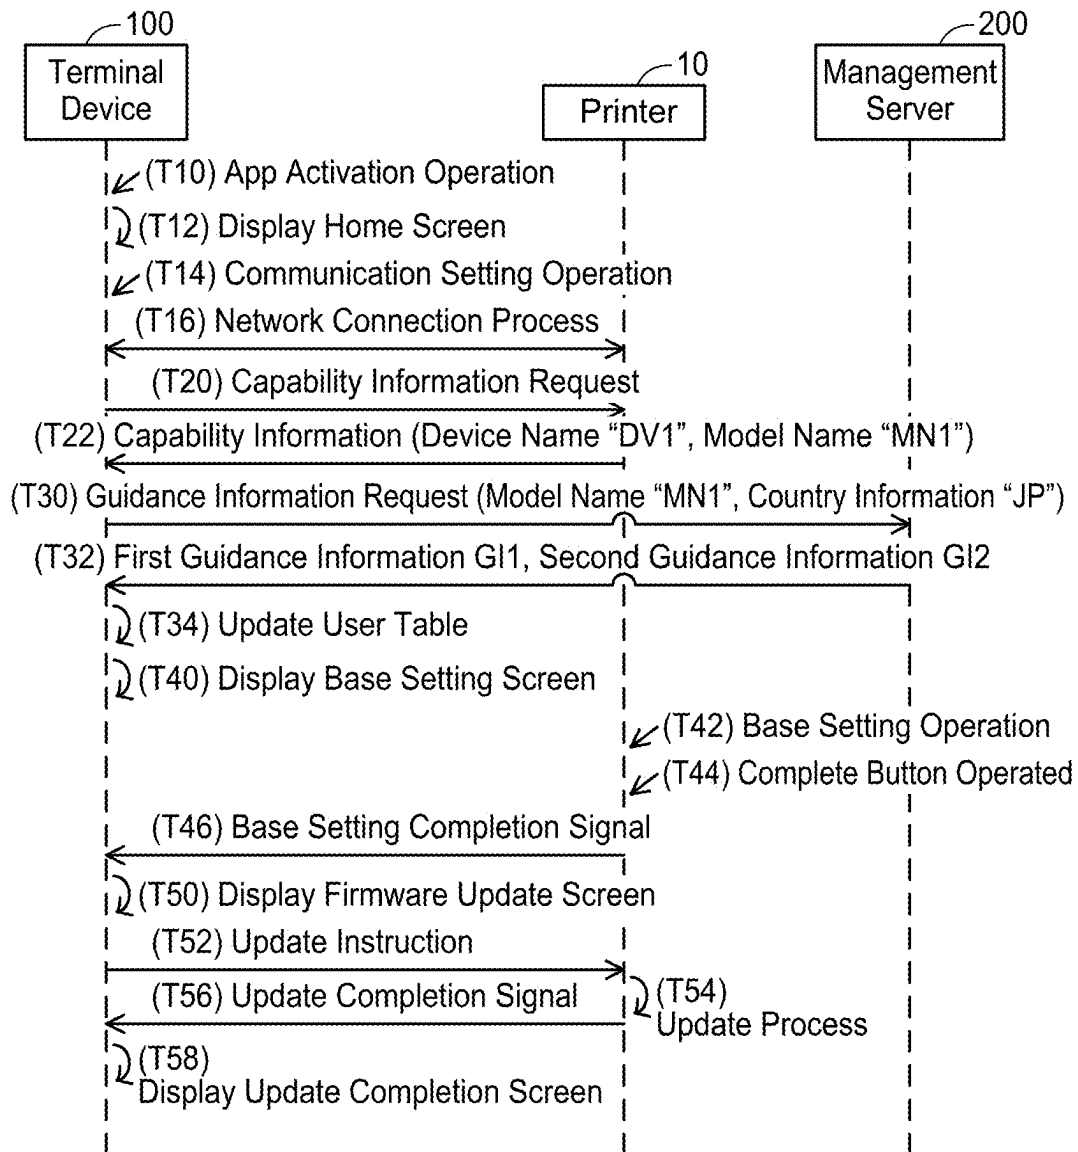 100
200
Terminal
Device
10
Printer
Management
Server
(T10) App Activation Operation
(T12) Display Home Screen
(T14) Communication Setting Operation
(T16) Network Connection Process
(T20) Capability Information Request
(T22) Capability Information (Device Name “DV1”, Model Name “MN1”)
(T30) Guidance Information Request (Model Name “MN1”, Country Information “JP”)
(T32) First Guidance Information GI1, Second Guidance Information GI2
(T34) Update User Table
(T40) Display Base Setting Screen
(T42) Base Setting Operation
(T44) Complete Button Operated
(T46) Base Setting Completion Signal
(T50) Display Firmware Update Screen
(T52) Update Instruction
(T54)
Update Process
(T56) Update Completion Signal
(T58)
Display Update Completion Screen